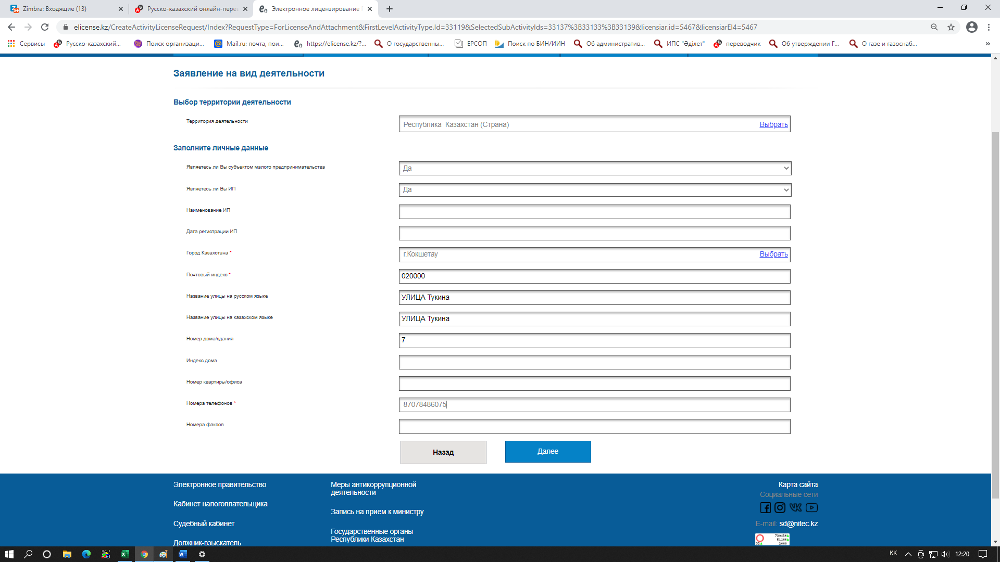 Zimbra: Входящие (13)
Русско-казахский онлайн-перев
Электронное лицензирование
elicense.kz/CreateActivityLicenseRequest/Index?RequestType=ForLicenseAndAttachment&FirstLevelActivityType.Id=33119&SelectedSubActivityIds=33137%3B33133%3B33139&licensiar.id=5467&licensiarEl4=5467
Сервисы
Русско-казахский...
Поиск организаци...
Mail.ru: почта, пои...
https://elicense.kz/?...
О государственны...
ЕРСОП
Поиск по БИН/ИИН
Об административ...
ИПС "Әділет"
переводчик
Об утверждении Г...
О газе и газоснаб...
»
Заявление на вид деятельности
Выбор территории деятельности
Территория деятельности
Республика Казахстан (Страна)
Выбрать
Заполните личные данные
Являетесь ли Вы субъектом малого предпринимательства
Да
Являетесь ли Вы ИП
Да
Наименование ИП
Дата регистрации ИП
Город Казахстана *
г.Кокшетау
Выбрать
Почтовый индекс *
020000
Название улицы на русском языке
УЛИЦА Тукина
Название улицы на казахском языке
УЛИЦА Тукина
Номер дома/здания
7
Индекс дома
Номер квартиры/офиса
Номера телефонов *
87078486075
Номера факсов
Назад
Далее
Электронное правительство
Кабинет налогоплательщика
Судебный кабинет
Должник-взыскатель
Меры антикоррупционной
деятельности
Запись на прием к министру
Государственные органы
Республики Казахстан
Карта сайта
Социальные сети
E-mail: sd@nitec.kz
KK
12:20